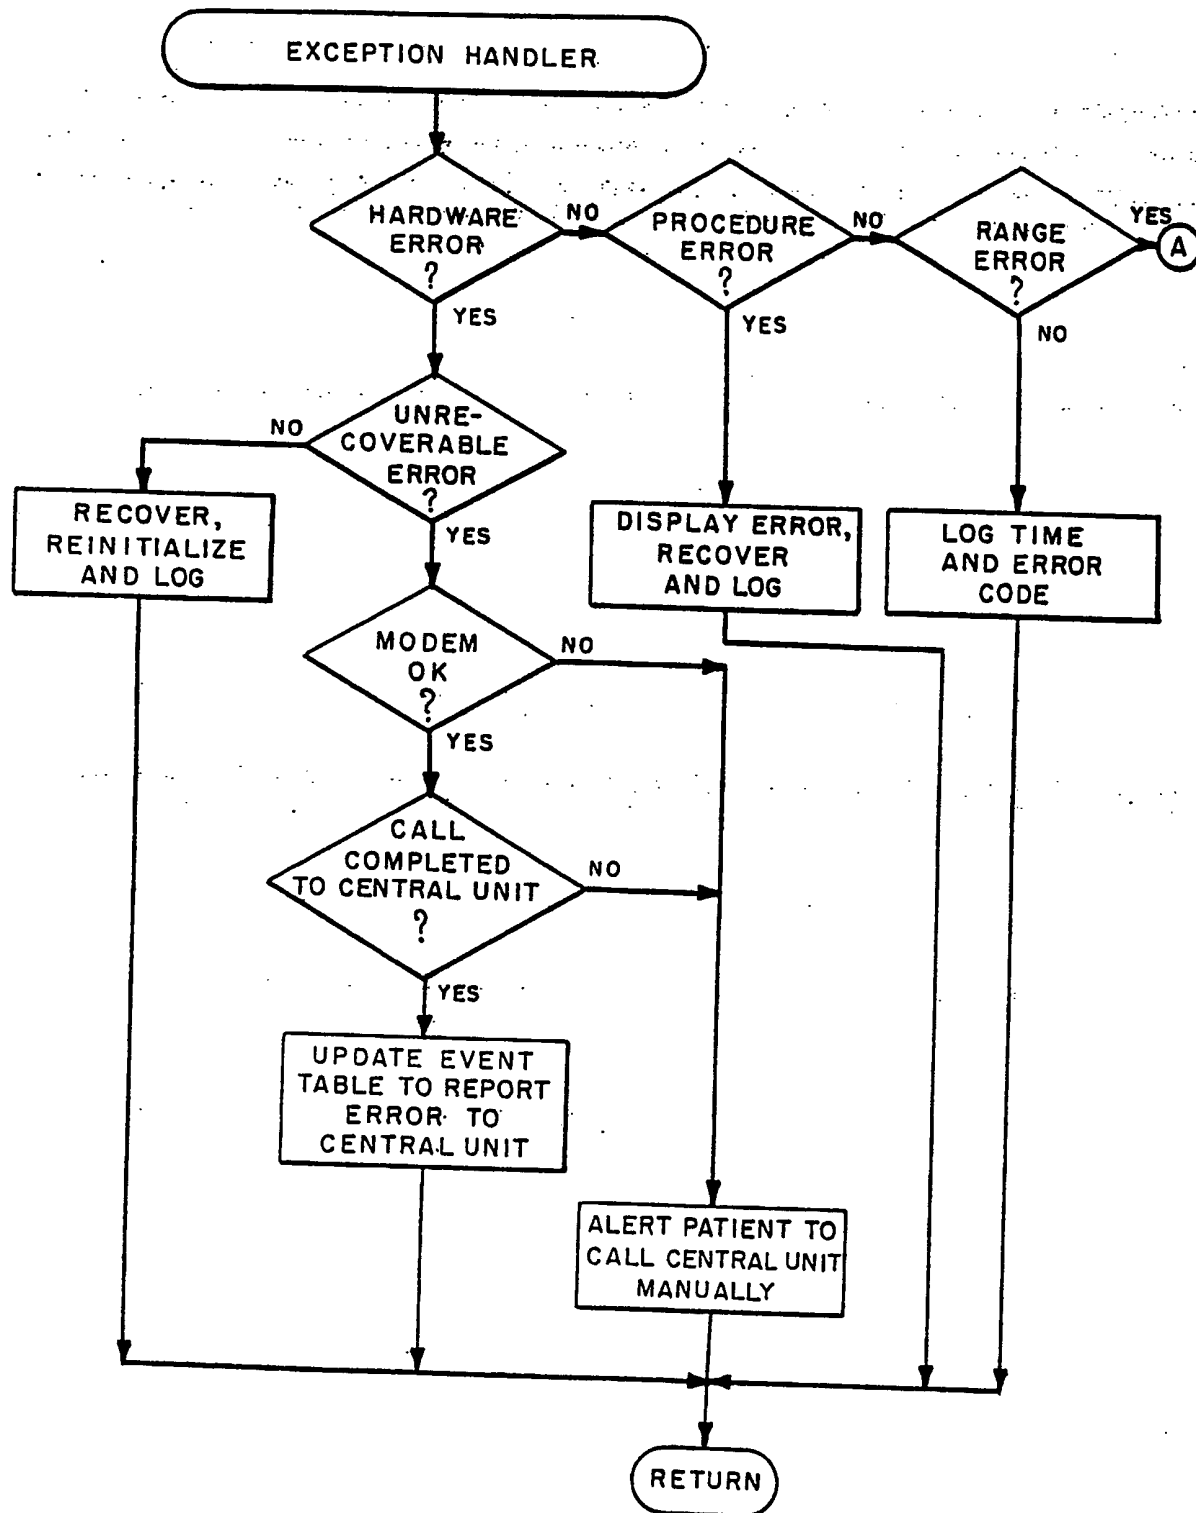 EXCEPTION HANDLER
HARDWARE
ERROR
?
NO
YES
PROCEDURE
ERROR
?
NO
YES
RANGE
ERROR
?
YES
A
NO
UNRE-
COVERABLE
ERROR
?
NO
YES
RECOVER,
REINITIALIZE
AND LOG
DISPLAY ERROR,
RECOVER
AND LOG
LOG TIME
AND ERROR
CODE
MODEM
OK
?
NO
YES
CALL
COMPLETED
TO CENTRAL UNIT
?
NO
YES
UPDATE EVENT
TABLE TO REPORT
ERROR TO
CENTRAL UNIT
ALERT PATIENT TO
CALL CENTRAL UNIT
MANUALLY
RETURN